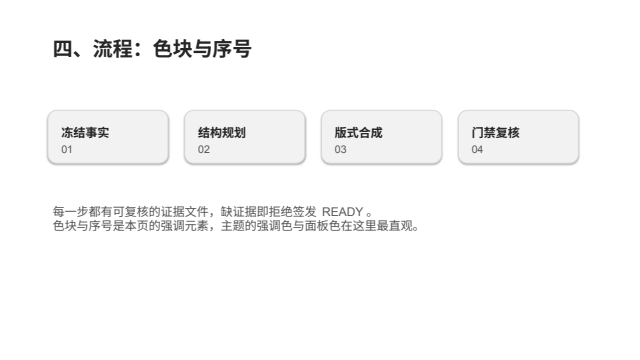 四、流程：色块与序号
冻结事实
01
结构规划
02
版式合成
03
门禁复核
04
每一步都有可复核的证据文件，缺证据即拒绝签发 READY 。
色块与序号是本页的强调元素，主题的强调色与面板色在这里最直观。